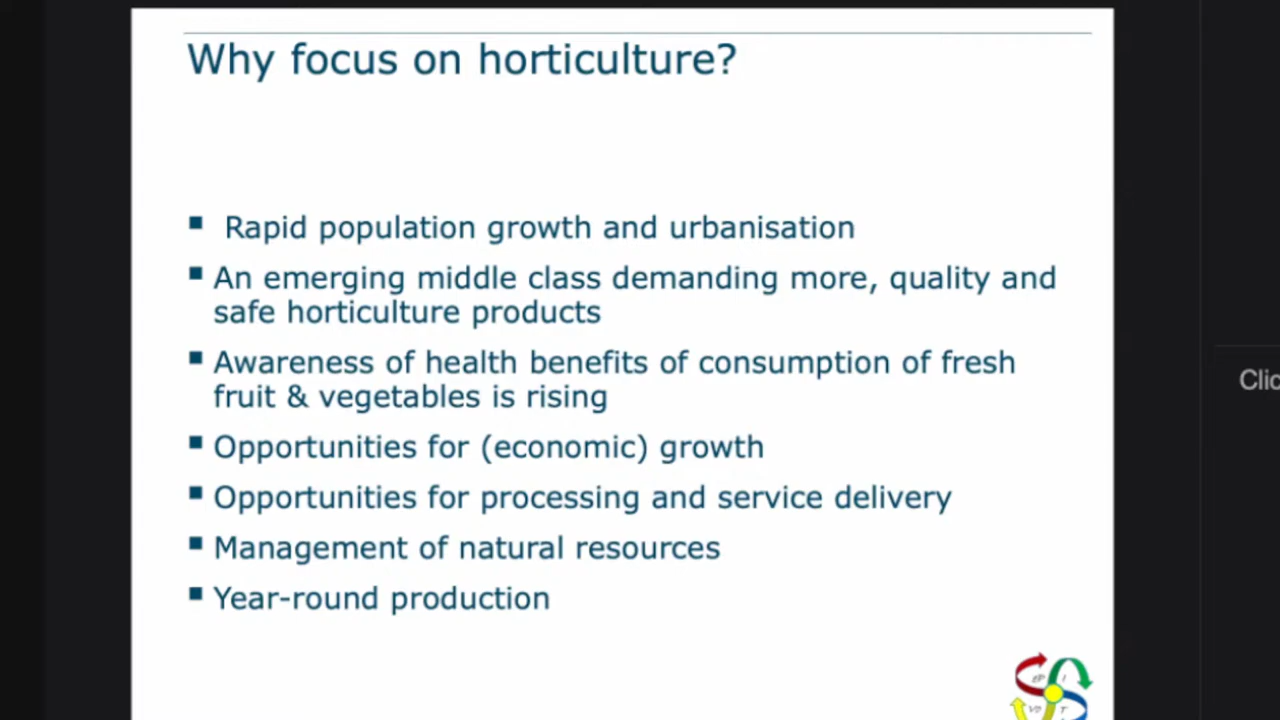 Why focus on horticulture?
Rapid population growth and urbanisation
An emerging middle class demanding more, quality and
safe horticulture products
Awareness of health benefits of consumption of fresh
fruit & vegetables is rising
Opportunities for (economic) growth
Opportunities for processing and service delivery
Management of natural resources
Year-round production